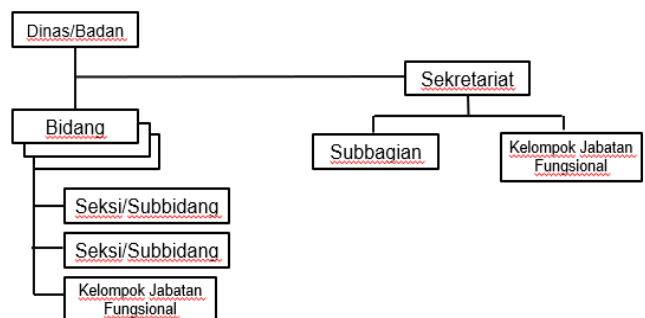 Dinas/Badan
Sekretariat
Bidang
Subbagian
Kelompok Jabatan
Fungsional
Seksi/Subbidang
Seksi/Subbidang
Kelompok Jabatan
Fungsional